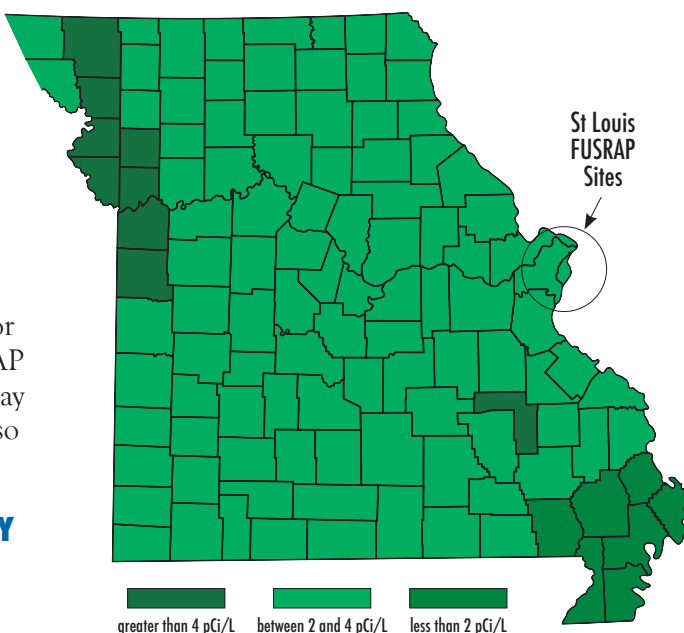 St Louis
FUSRAP
Sites
or
AP
ay
so
Y
greater than 4 pCi/L
between 2 and 4 pCi/L
less than 2 pCi/L